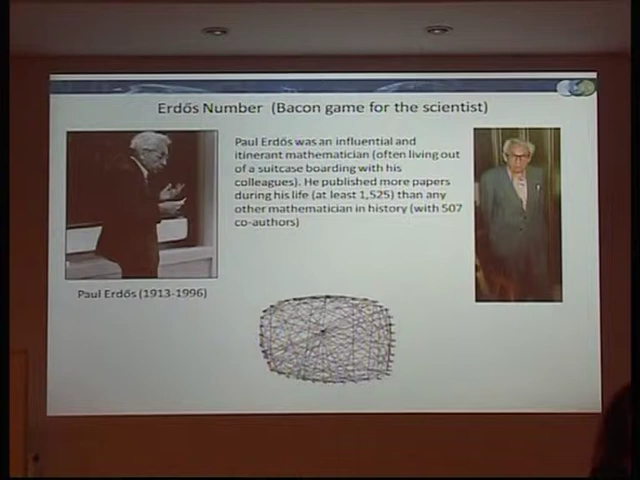 Erdős Number (Bacon game for the scientist)
Paul Erdős was an influential and
itinerant mathematician (often living out
of a suitcase boarding with his
colleagues). He published more papers
during his life (at least 1,525) than any
other mathematician in history (with 507
co-authors)
Paul Erdős (1913-1996)